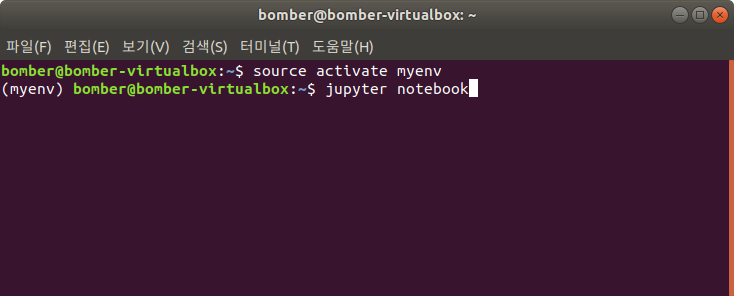 bomber@bomber-virtualbox: ~
파일(F) 편집(E) 보기(V) 검색(S) 터미널(T) 도움말(H)
bomber@bomber-virtualbox:~$ source activate myenv
(myenv) bomber@bomber-virtualbox:~$ jupyter notebook